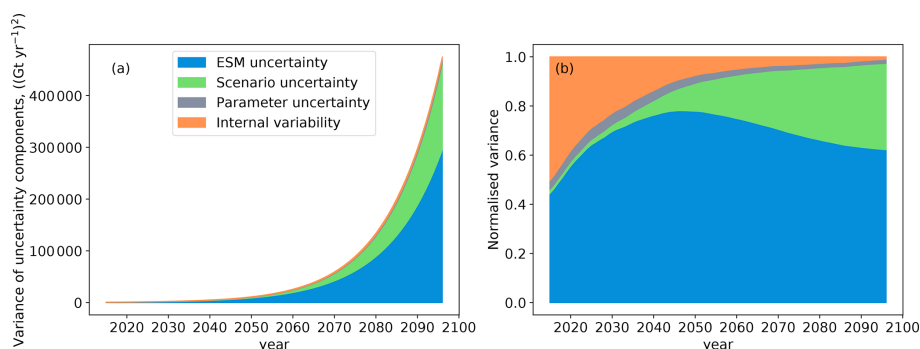 Variance of uncertainty components, ((Gt yr⁻¹)²)
(a)
ESM uncertainty
Scenario uncertainty
Parameter uncertainty
Internal variability
400 000
300 000
200 000
100 000
0
2020 2030 2040 2050 2060 2070 2080 2090 2100
year
Normalised variance
(b)
1.0
0.8
0.6
0.4
0.2
0.0
2020 2030 2040 2050 2060 2070 2080 2090 2100
year